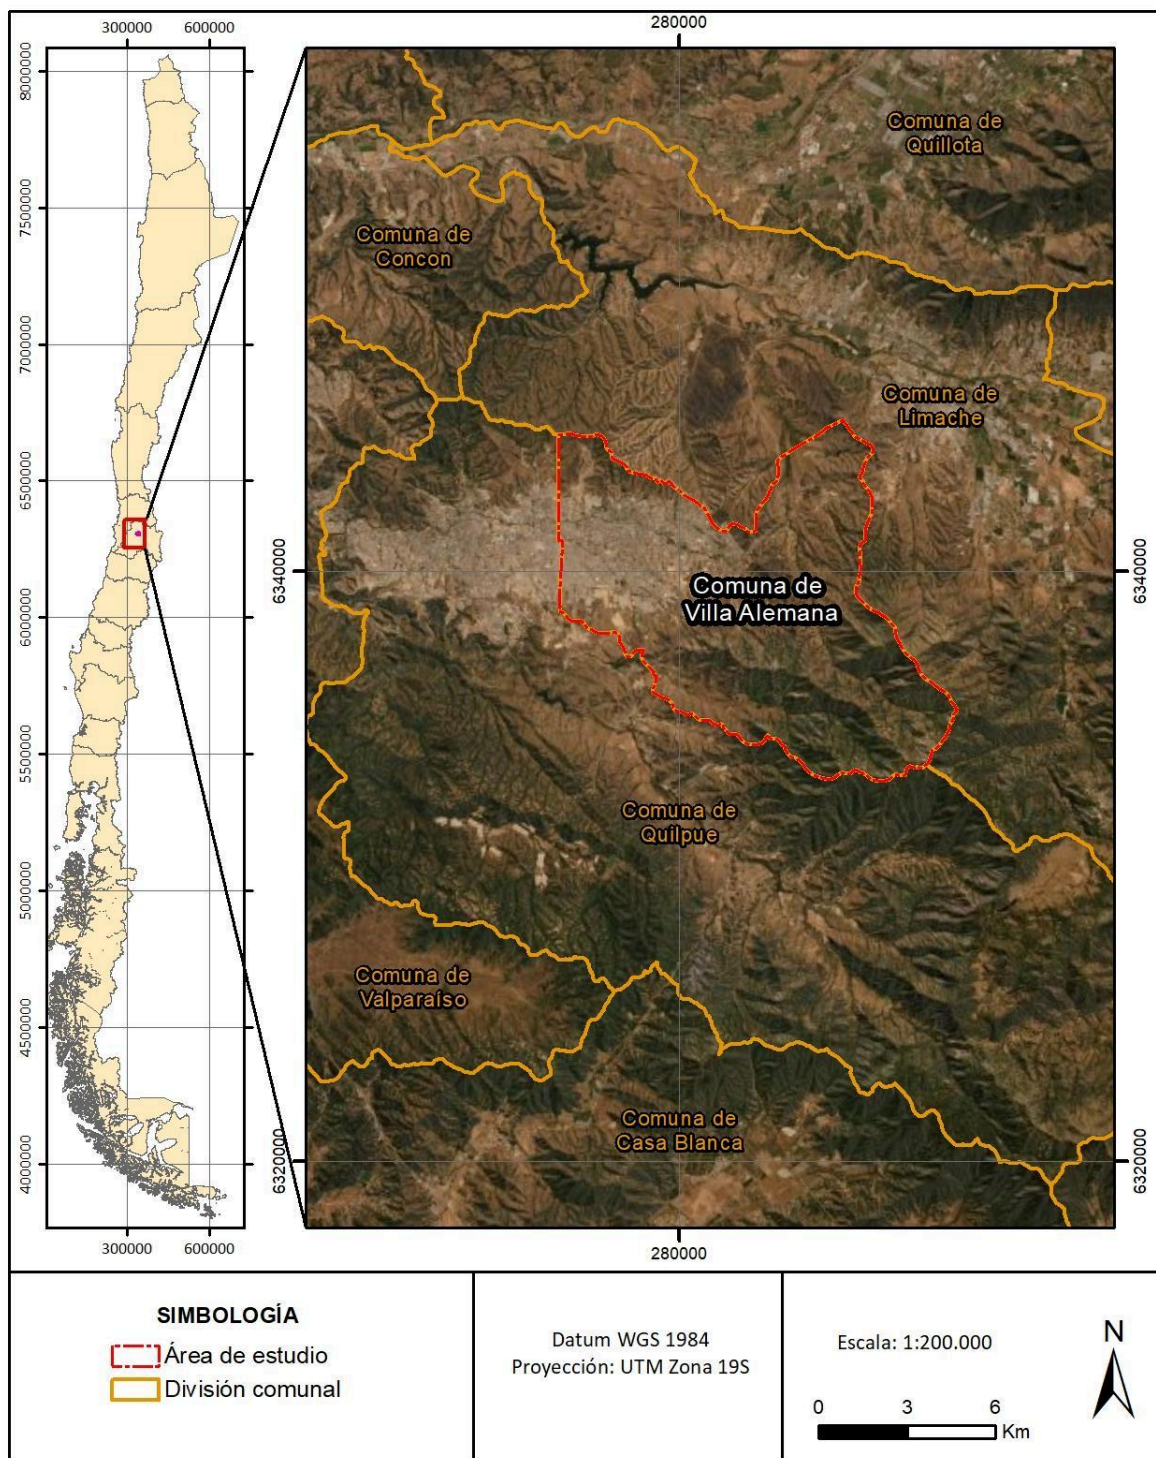 300000 600000
280000
8000000
7500000
7000000
6500000
6000000
5500000
5000000
4500000
4000000
300000 600000
Comuna de
Quillota
Comuna de
Concon
Comuna de
Limache
6340000
6340000
Comuna de
Villa Alemana
Comuna de
Quilpue
Comuna de
Valparaíso
Comuna de
Casa Blanca
6320000
6320000
280000
SIMBOLOGÍA
Área de estudio
División comunal
Datum WGS 1984
Proyección: UTM Zona 19S
Escala: 1:200.000
N
0 3 6
Km